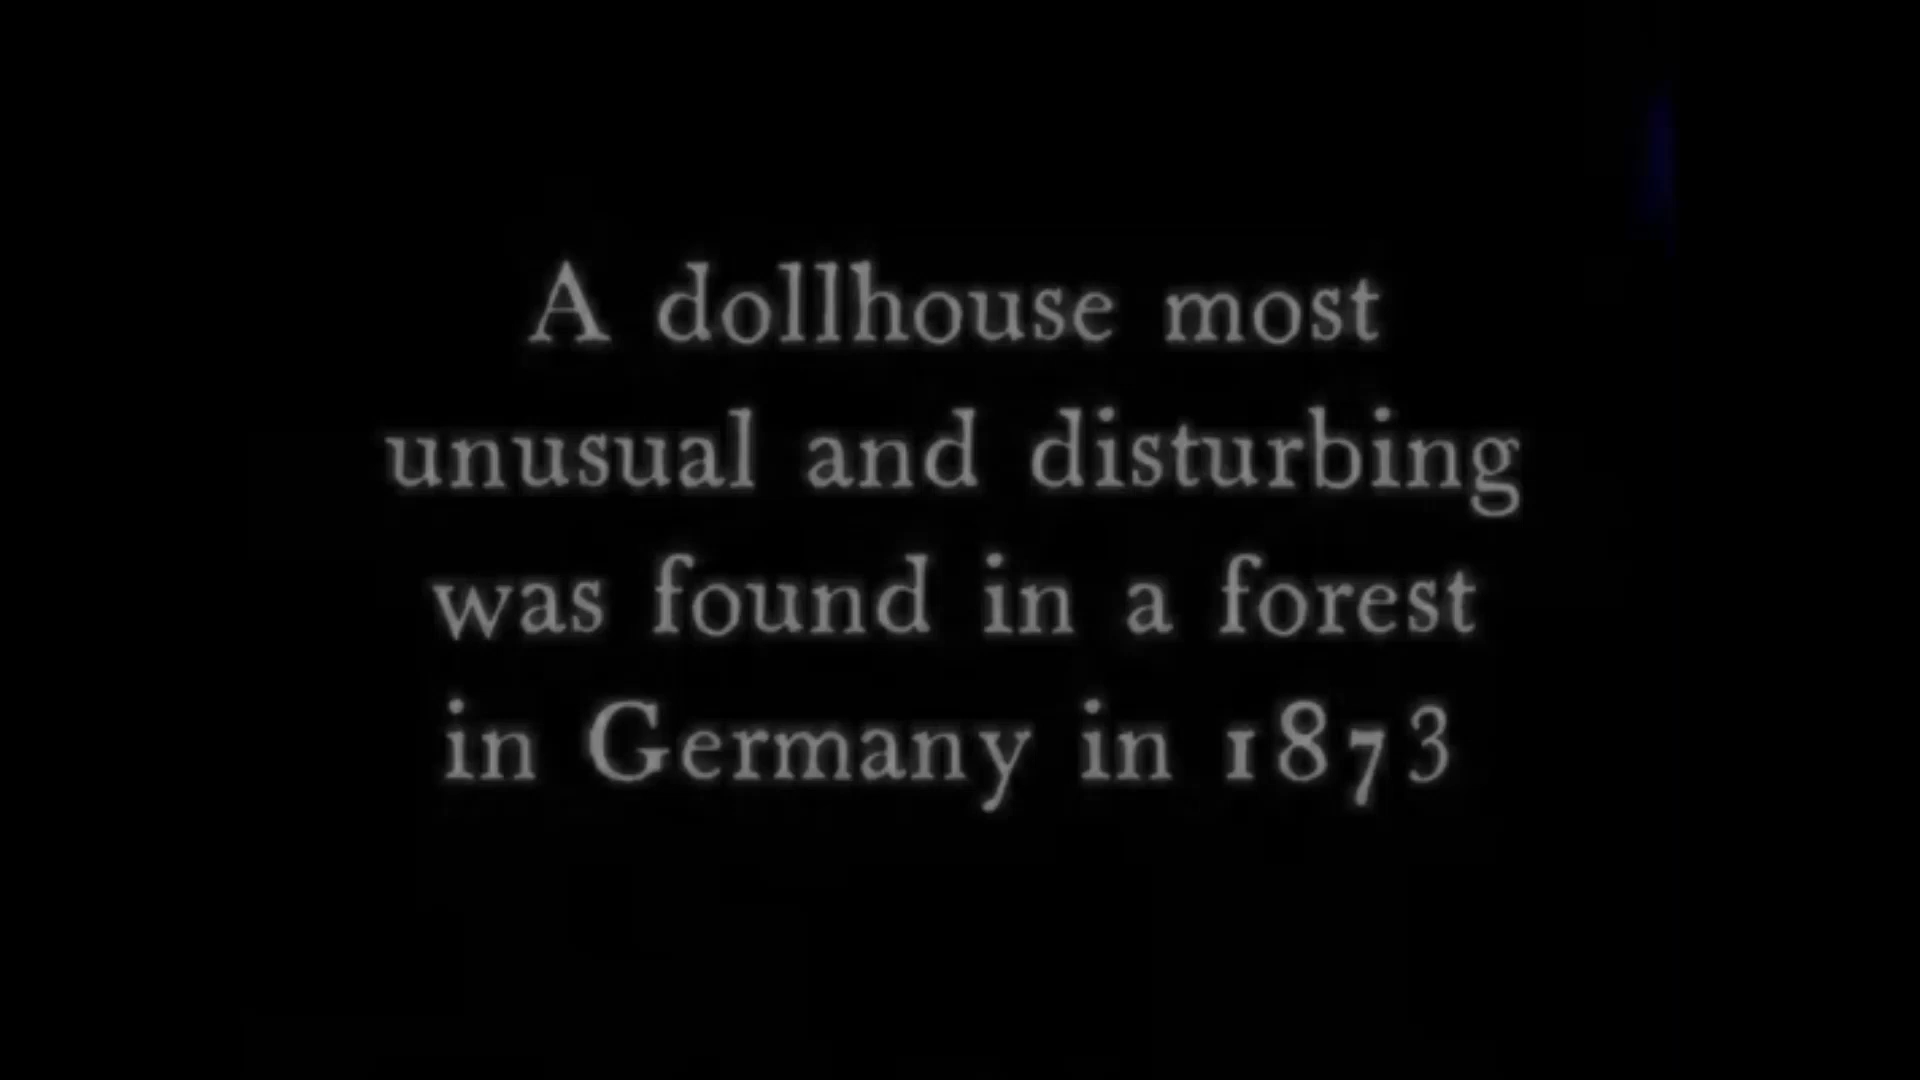 A dollhouse most
unusual and disturbing
was found in a forest
in Germany in 1873